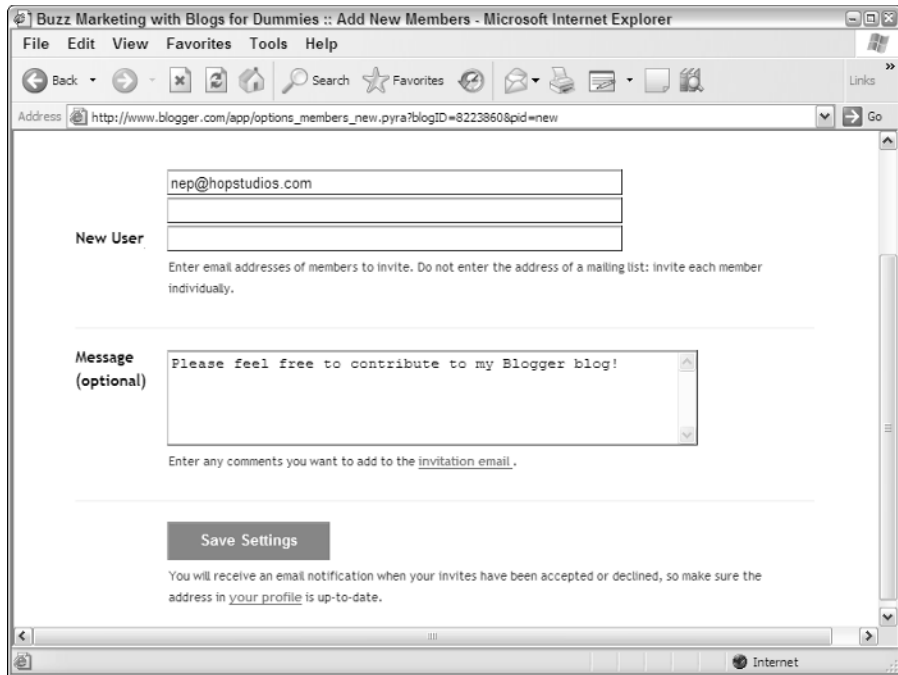 Buzz Marketing with Blogs for Dummies :: Add New Members - Microsoft Internet Explorer
File Edit View Favorites Tools Help
Back Search Favorites Links »
Address http://www.blogger.com/app/options_members_new.pyra?blogID=8223860&pid=new Go
nep@hopstudios.com
New User
Enter email addresses of members to invite. Do not enter the address of a mailing list: invite each member
individually.
Message
(optional)
Please feel free to contribute to my Blogger blog!
Enter any comments you want to add to the invitation email .
Save Settings
You will receive an email notification when your invites have been accepted or declined, so make sure the
address in your profile is up-to-date.
Internet